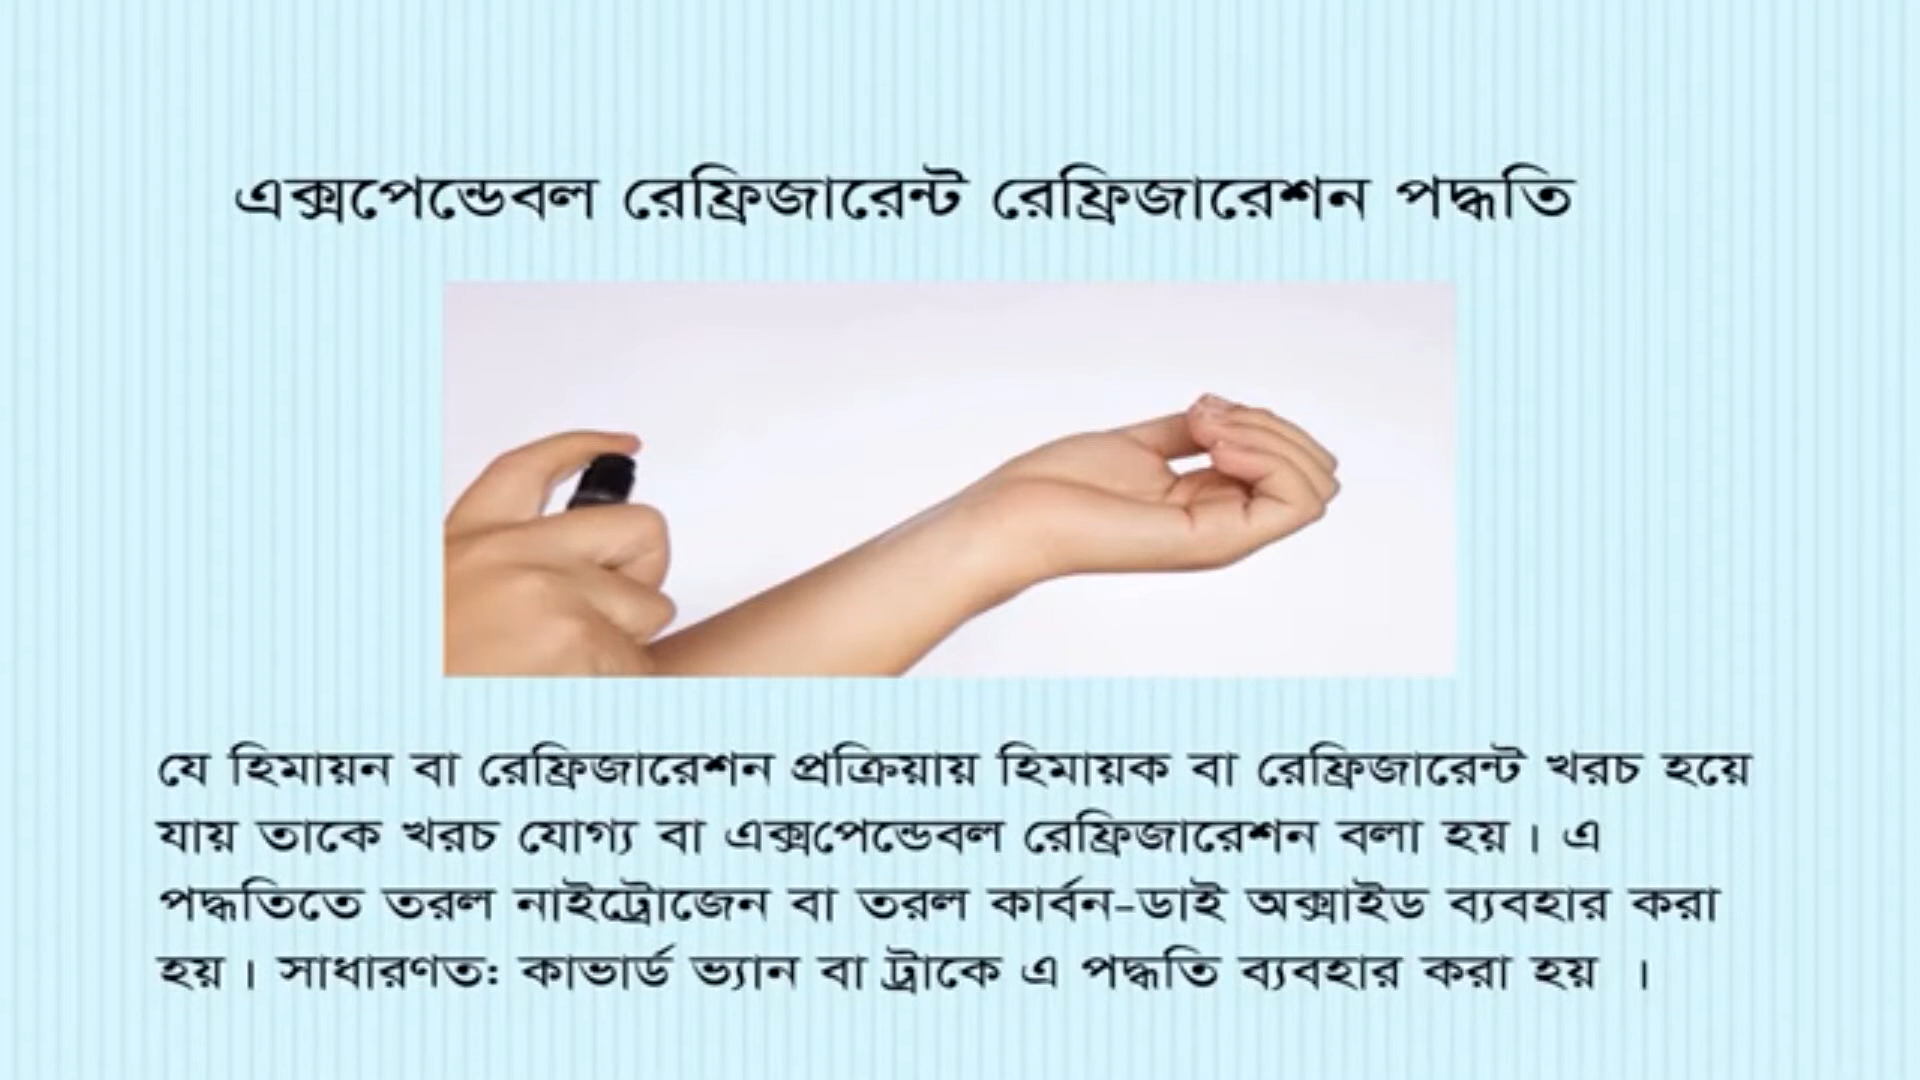 এক্সপেন্ডেবল রেফ্রিজারেন্ট রেফ্রিজারেশন পদ্ধতি
যে হিমায়ন বা রেফ্রিজারেশন প্রক্রিয়ায় হিমায়ক বা রেফ্রিজারেন্ট খরচ হয়ে
যায় তাকে খরচ যোগ্য বা এক্সপেন্ডেবল রেফ্রিজারেশন বলা হয়। এ
পদ্ধতিতে তরল নাইট্রোজেন বা তরল কার্বন-ডাই অক্সাইড ব্যবহার করা
হয়। সাধারণত: কাভার্ড ভ্যান বা ট্রাকে এ পদ্ধতি ব্যবহার করা হয় ।